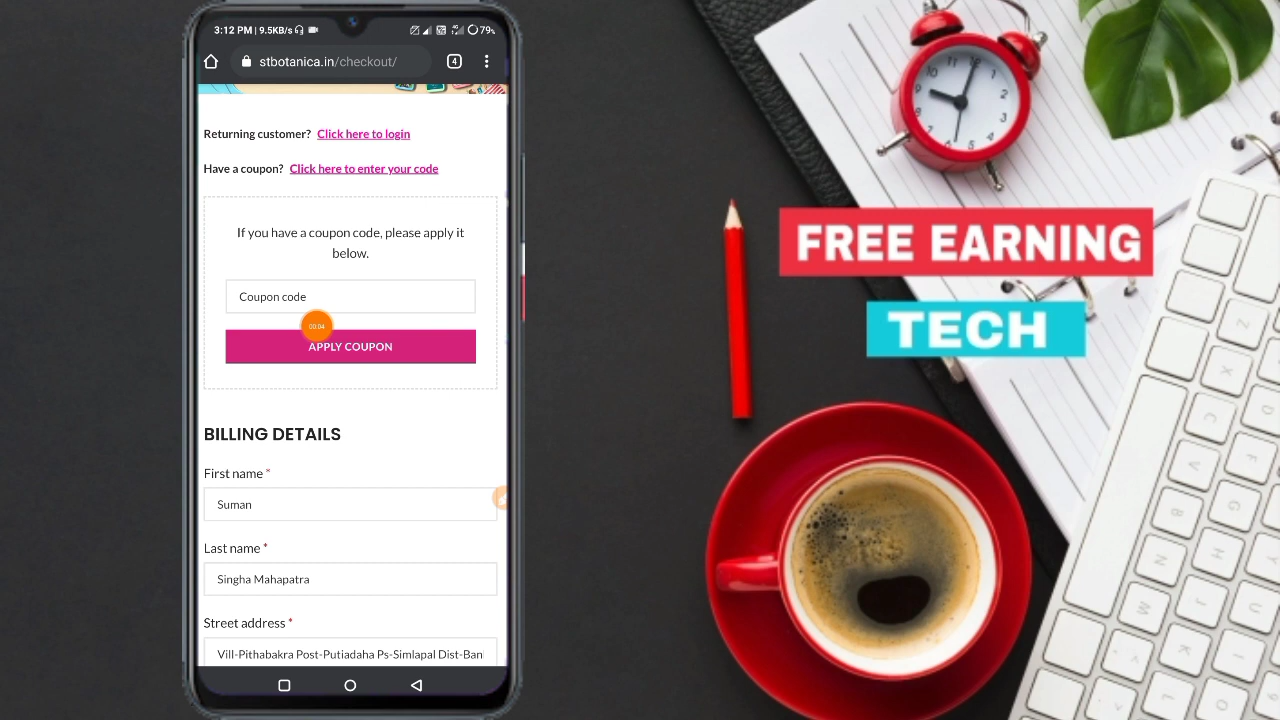 3:12 PM | 9.5KB/s
79%
stbotanica.in/checkout/
4
Returning customer? Click here to login
Have a coupon? Click here to enter your code
If you have a coupon code, please apply it
below.
Coupon code
00:04
APPLY COUPON
BILLING DETAILS
First name *
Suman
Last name *
Singha Mahapatra
Street address *
Vill-Pithabakra Post-Putiadaha Ps-Simlapal Dist-Ban
FREE EARNING
TECH